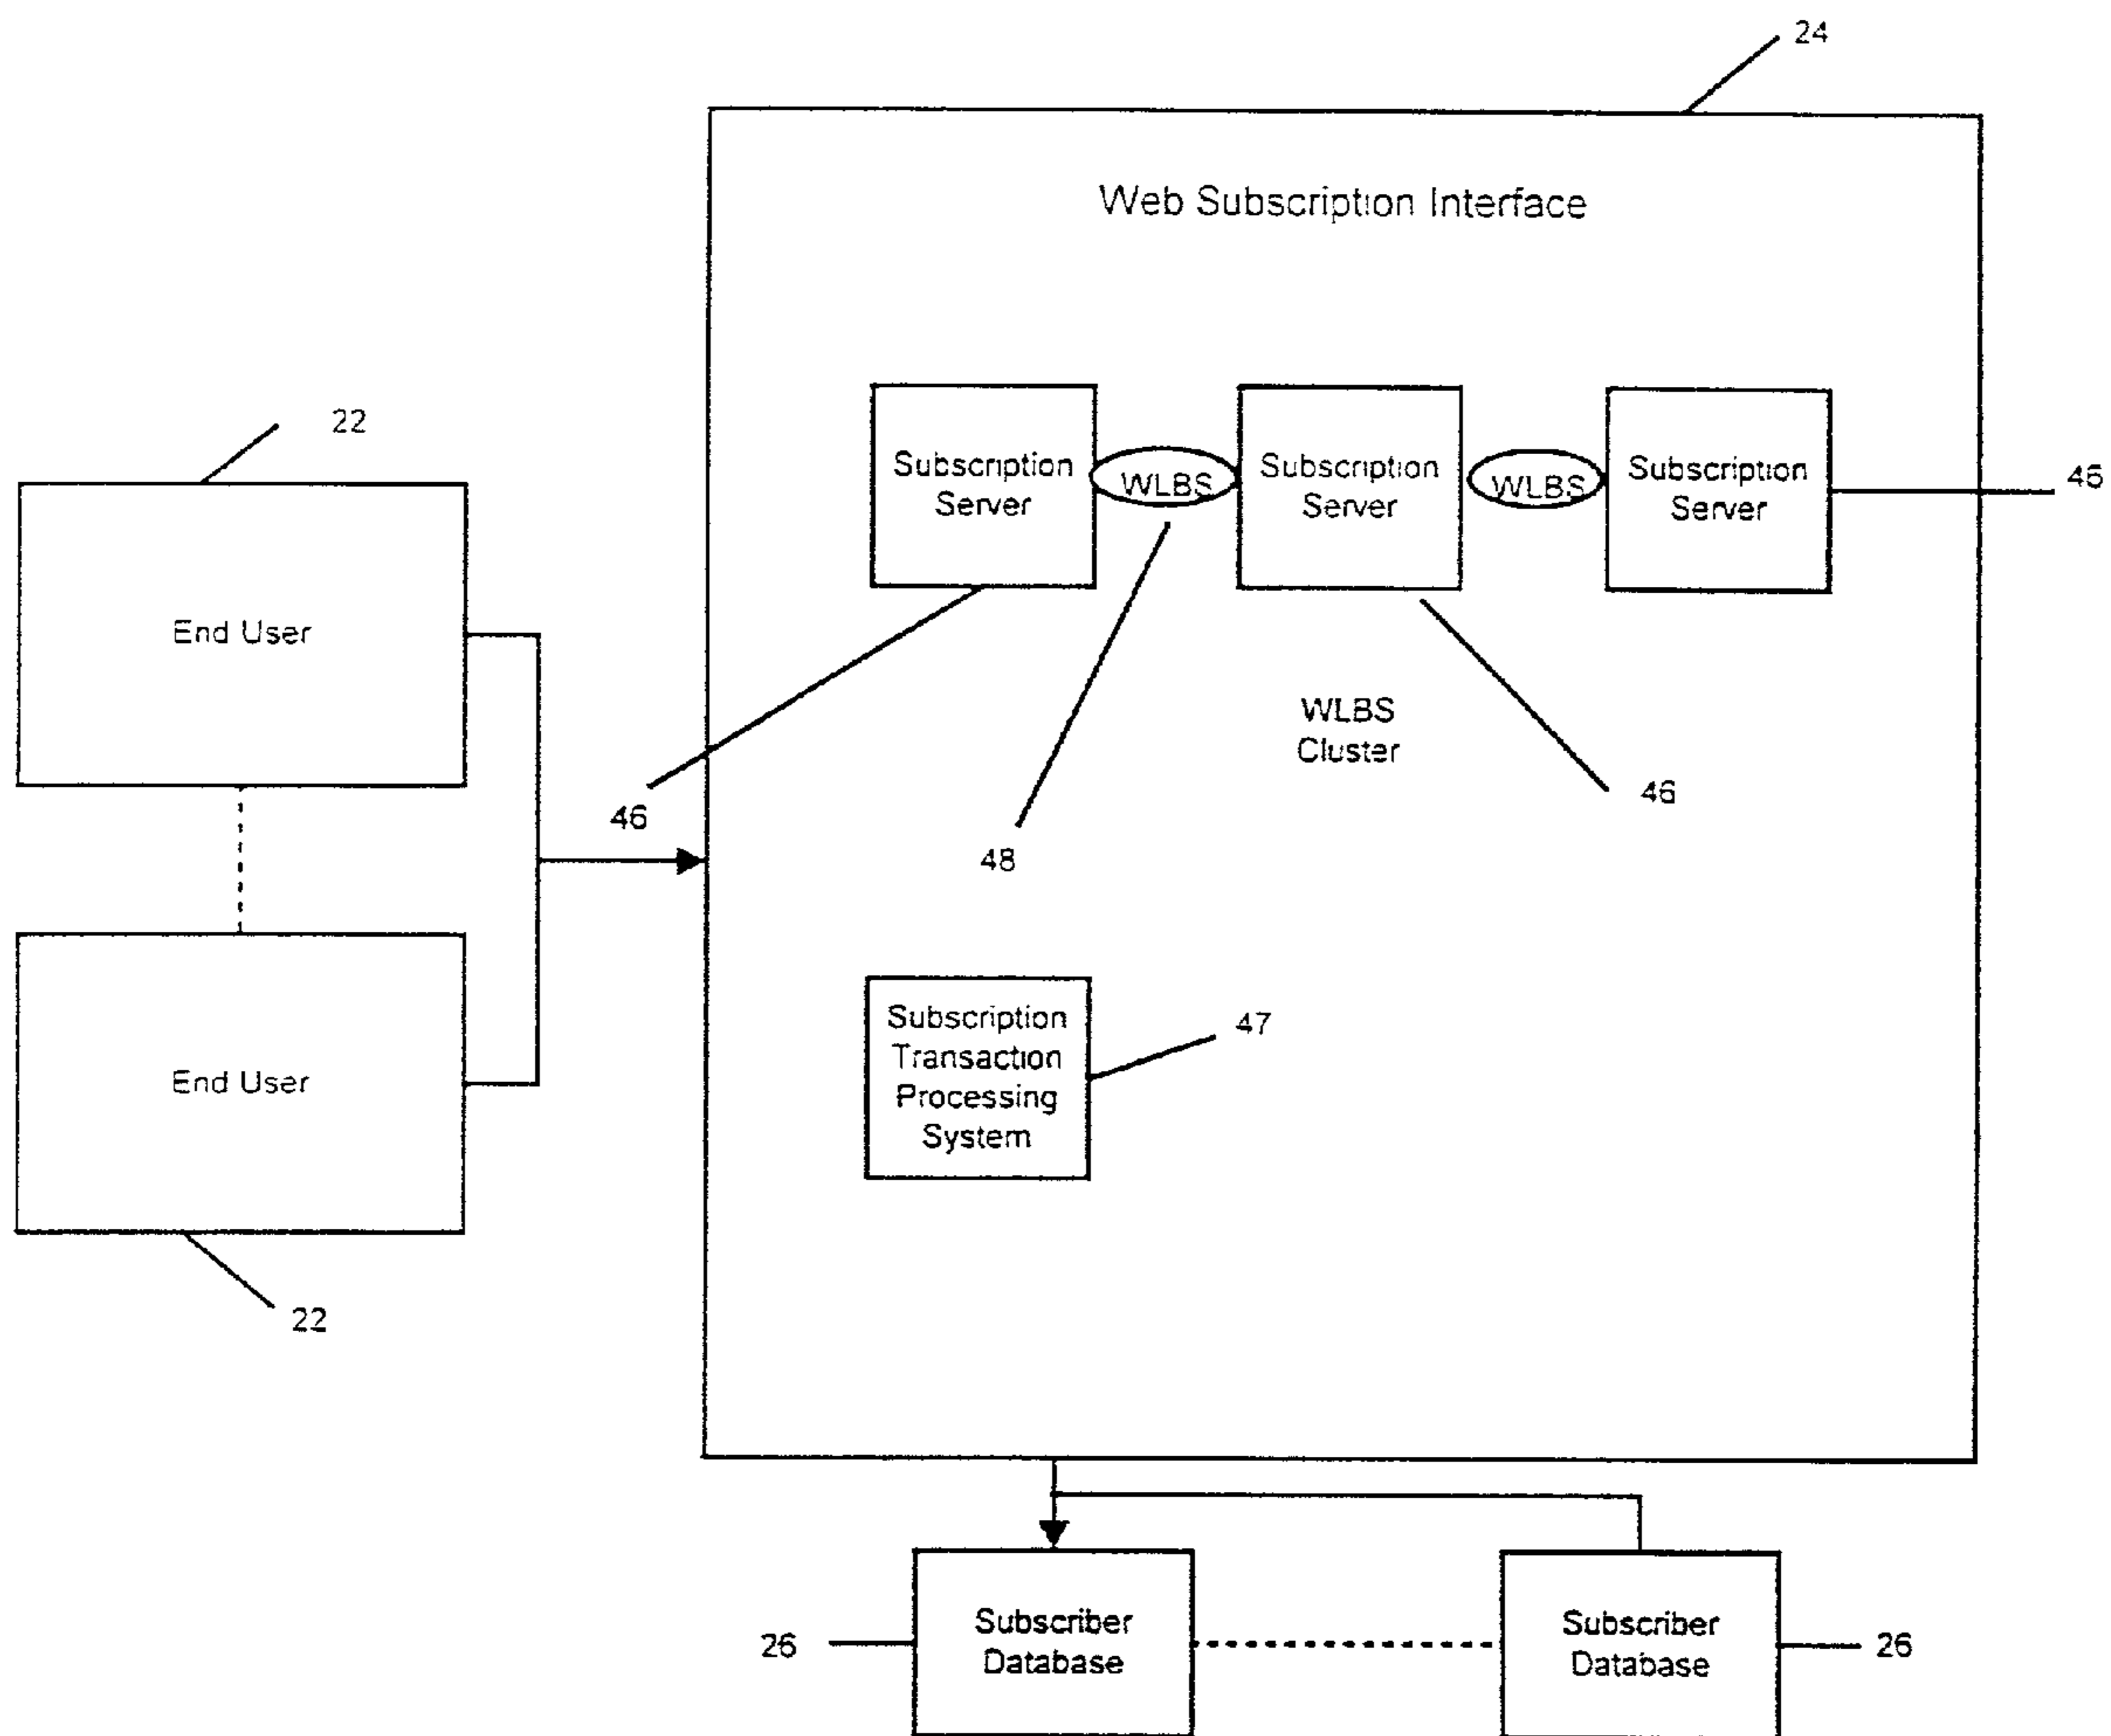 24
Web Subscription Interface
22
Subscription
Server
WLBS
Subscription
Server
WLBS
Subscription
Server
46
End User
WLBS
Cluster
46
46
48
Subscription
Transaction
Processing
System
47
End User
22
26
Subscriber
Database
Subscriber
Database
26